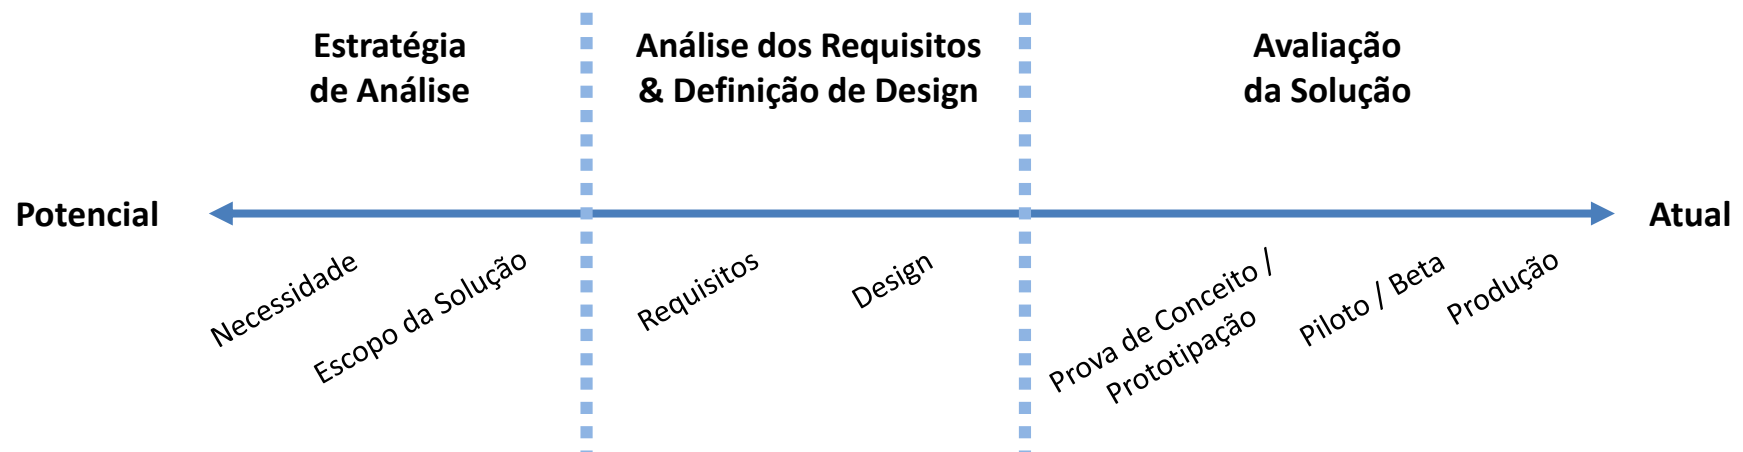 Estratégia
de Análise
Análise dos Requisitos
& Definição de Design
Avaliação
da Solução
Potencial
Atual
Necessidade
Escopo da Solução
Requisitos
Design
Prova de Conceito /
Prototipação
Piloto / Beta
Produção